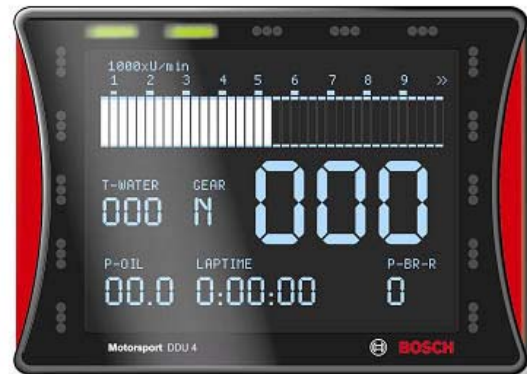 1000xU/min
1 2 3 4 5 6 7 8 9 »
T-WATER GEAR
000 N 000
P-OIL LAPTIME P-BR-R
00.0 0:00:00 0
Motorsport DDU 4 BOSCH